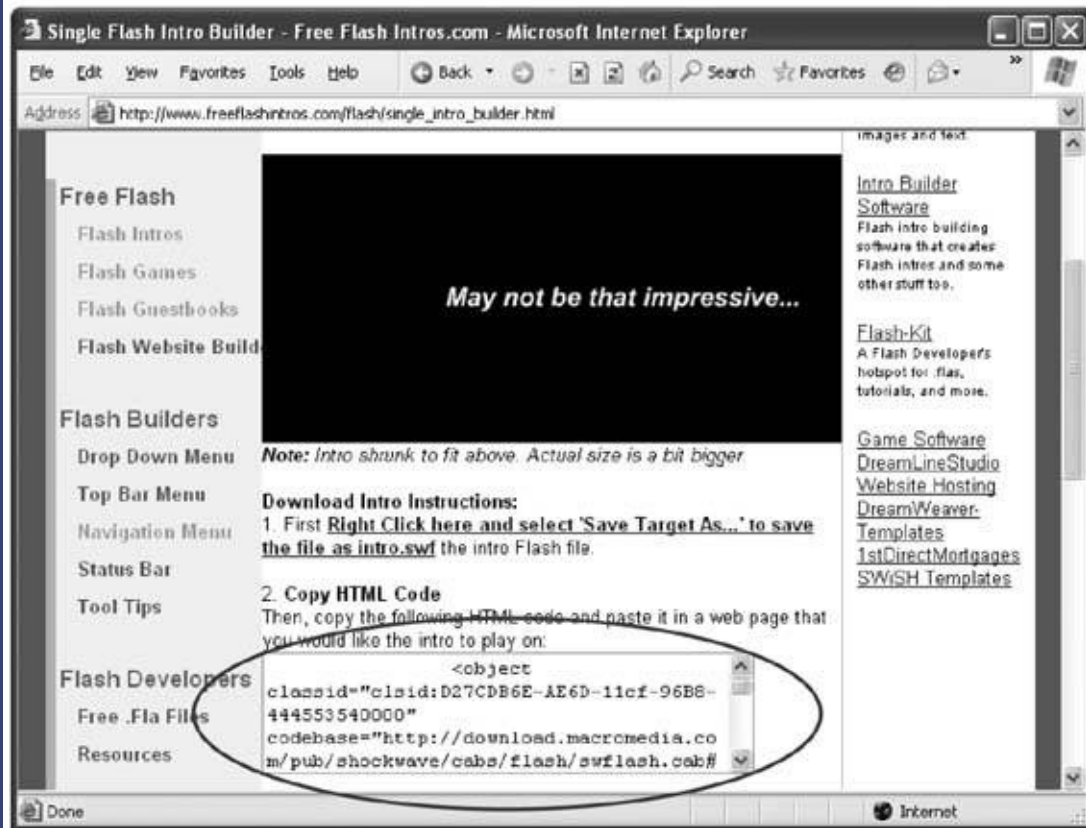 Single Flash Intro Builder - Free Flash Intros.com - Microsoft Internet Explorer
File Edit View Favorites Tools Help Back Search Favorites »
Address http://www.freeflashintros.com/flash/single_intro_builder.html
Free Flash
Flash Intros
Flash Games
Flash Guestbooks
Flash Website Build
Flash Builders
Drop Down Menu
Top Bar Menu
Navigation Menu
Status Bar
Tool Tips
Flash Developers
Free .Fla Files
Resources
May not be that impressive...
Note: Intro shrunk to fit above. Actual size is a bit bigger
Download Intro Instructions:
1. First Right Click here and select 'Save Target As...' to save
the file as intro.swf the intro Flash file.
2. Copy HTML Code
Then, copy the following HTML code and paste it in a web page that
you would like the intro to play on:
<object
classid="clsid:D27CDB6E-AE6D-11cf-96B8-
444553540000"
codebase="http://download.macromedia.co
m/pub/shockwave/cabs/flash/swflash.cab#
images and text.
Intro Builder
Software
Flash intro building
software that creates
Flash intros and some
other stuff too.
Flash-Kit
A Flash Developer's
hotspot for .flas,
tutorials, and more.
Game Software
DreamLineStudio
Website Hosting
DreamWeaver-
Templates
1stDirectMortgages
SWiSH Templates
Done Internet